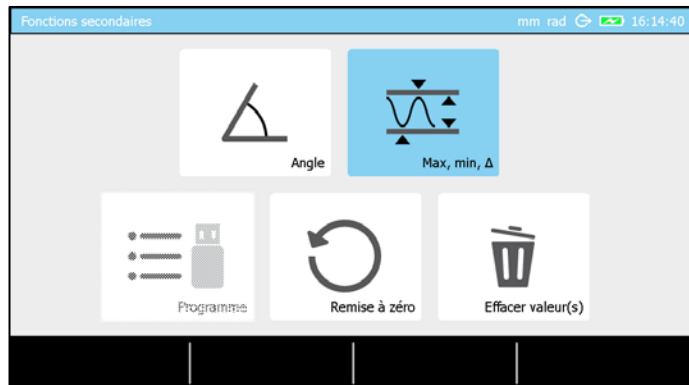 Fonctions secondaires mm rad 16:14:40
Angle Max, min, Δ
Programme Remise à zéro Effacer valeur(s)